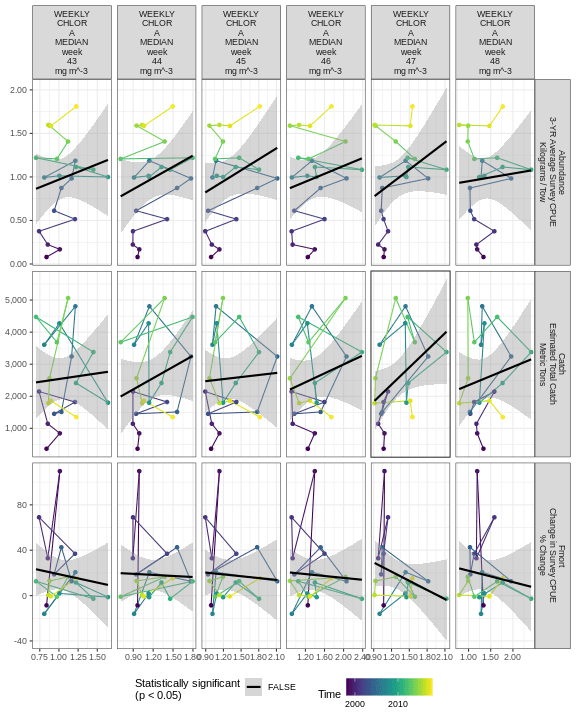 WEEKLY
CHLOR
A
MEDIAN
week
43
mg m^-3
WEEKLY
CHLOR
A
MEDIAN
week
44
mg m^-3
WEEKLY
CHLOR
A
MEDIAN
week
45
mg m^-3
WEEKLY
CHLOR
A
MEDIAN
week
46
mg m^-3
WEEKLY
CHLOR
A
MEDIAN
week
47
mg m^-3
WEEKLY
CHLOR
A
MEDIAN
week
48
mg m^-3
2.00
1.50
1.00
0.50
0.00
Abundance
3-YR Average Survey CPUE
Kilograms / Tow
5,000
4,000
3,000
2,000
1,000
Catch
Estimated Total Catch
Metric Tons
80
40
0
-40
Fmort
Change in Survey CPUE
% Change
0.75 1.00 1.25 1.50
0.90 1.20 1.50 1.80
0.90 1.20 1.50 1.80 2.10
1.20 1.60 2.00 2.40
0.90 1.20 1.50 1.80 2.10
1.00 1.50 2.00
Statistically significant
(p < 0.05)
FALSE
Time
2000 2010